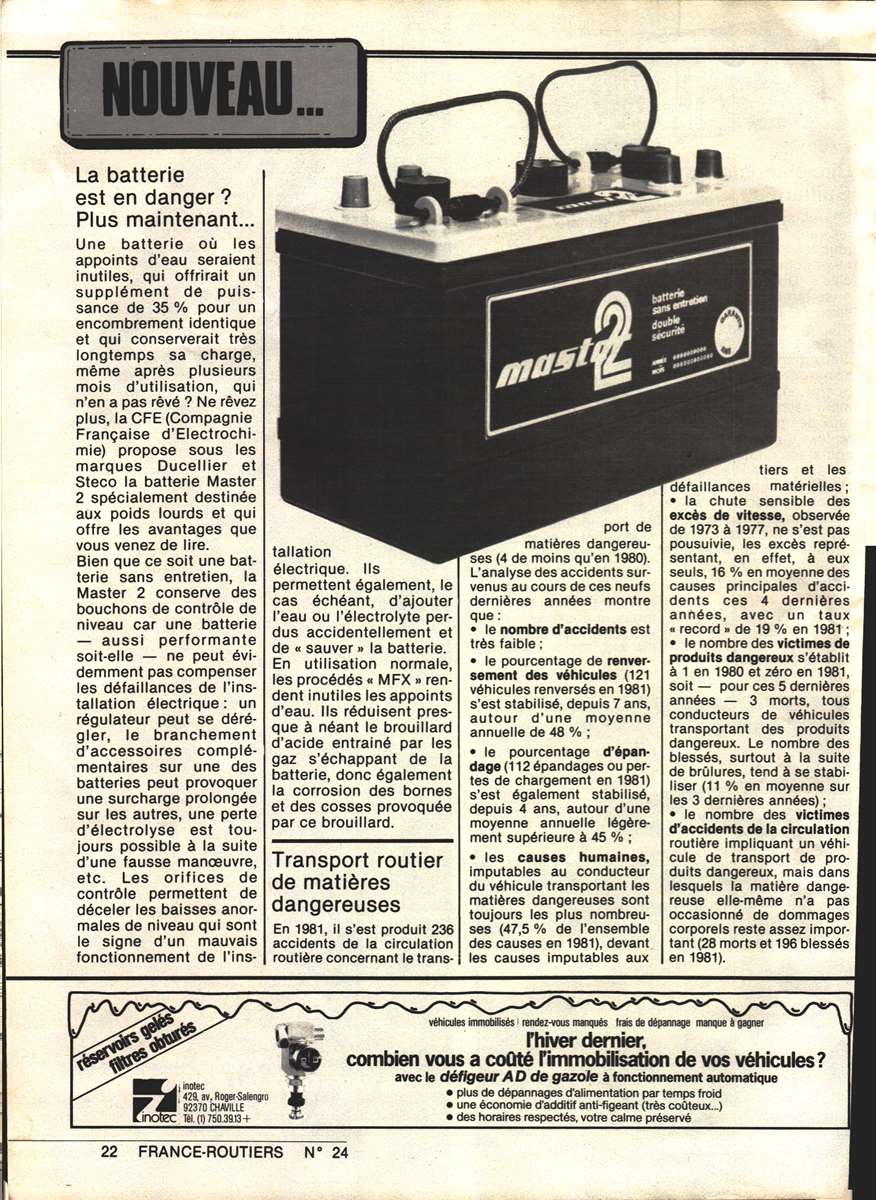 NOUVEAU...
La batterie
est en danger ?
Plus maintenant...
Une batterie où les
appoints d'eau seraient
inutiles, qui offrirait un
supplément de puis-
sance de 35 % pour un
encombrement identique
et qui conserverait très
longtemps sa charge,
même après plusieurs
mois d'utilisation, qui
n'en a pas rêvé ? Ne rêvez
plus, la CFE (Compagnie
Française d'Electrochi-
mie) propose sous les
marques Ducellier et
Steco la batterie Master
2 spécialement destinée
aux poids lourds et qui
offre les avantages que
vous venez de lire.
Bien que ce soit une bat-
terie sans entretien, la
Master 2 conserve des
bouchons de contrôle de
niveau car une batterie
— aussi performante
soit-elle — ne peut évi-
demment pas compenser
les défaillances de l'ins-
tallation électrique : un
régulateur peut se déré-
gler, le branchement
d'accessoires complé-
mentaires sur une des
batteries peut provoquer
une surcharge prolongée
sur les autres, une perte
d'électrolyse est tou-
jours possible à la suite
d'une fausse manœuvre,
etc. Les orifices de
contrôle permettent de
déceler les baisses anor-
males de niveau qui sont
le signe d'un mauvais
fonctionnement de l'ins-
master 2
batterie
sans entretien
double
sécurité
GARANTIE
ANNÉE
MOIS
tallation
électrique. Ils
permettent également, le
cas échéant, d'ajouter
l'eau ou l'électrolyte per-
dus accidentellement et
de « sauver » la batterie.
En utilisation normale,
les procédés « MFX » ren-
dent inutiles les appoints
d'eau. Ils réduisent pres-
que à néant le brouillard
d'acide entrainé par les
gaz s'échappant de la
batterie, donc également
la corrosion des bornes
et des cosses provoquée
par ce brouillard.
Transport routier
de matières
dangereuses
En 1981, il s'est produit 236
accidents de la circulation
routière concernant le trans-
port de
matières dangereu-
ses (4 de moins qu'en 1980).
L'analyse des accidents sur-
venus au cours de ces neufs
dernières années montre
que :
• le nombre d'accidents est
très faible ;
• le pourcentage de renver-
sement des véhicules (121
véhicules renversés en 1981)
s'est stabilisé, depuis 7 ans,
autour d'une moyenne
annuelle de 48 % ;
• le pourcentage d'épan-
dage (112 épandages ou per-
tes de chargement en 1981)
s'est également stabilisé,
depuis 4 ans, autour d'une
moyenne annuelle légère-
ment supérieure à 45 % ;
• les causes humaines,
imputables au conducteur
du véhicule transportant les
matières dangereuses sont
toujours les plus nombreu-
ses (47,5 % de l'ensemble
des causes en 1981), devant
les causes imputables aux
tiers et les
défaillances matérielles ;
• la chute sensible des
excès de vitesse, observée
de 1973 à 1977, ne s'est pas
pousuivie, les excès repré-
sentant, en effet, à eux
seuls, 16 % en moyenne des
causes principales d'acci-
dents ces 4 dernières
années, avec un taux
« record » de 19 % en 1981 ;
• le nombre des victimes de
produits dangereux s'établit
à 1 en 1980 et zéro en 1981,
soit — pour ces 5 dernières
années — 3 morts, tous
conducteurs de véhicules
transportant des produits
dangereux. Le nombre des
blessés, surtout à la suite
de brûlures, tend à se stabi-
liser (11 % en moyenne sur
les 3 dernières années) ;
• le nombre des victimes
d'accidents de la circulation
routière impliquant un véhi-
cule de transport de pro-
duits dangereux, mais dans
lesquels la matière dange-
reuse elle-même n'a pas
occasionné de dommages
corporels reste assez impor-
tant (28 morts et 196 blessés
en 1981).
réservoirs gelés
filtres obturés
véhicules immobilisés rendez-vous manqués frais de dépannage manque à gagner
l'hiver dernier,
combien vous a coûté l'immobilisation de vos véhicules ?
avec le défigeur AD de gazole à fonctionnement automatique
• plus de dépannages d'alimentation par temps froid
• une économie d'additif anti-figeant (très coûteux...)
• des horaires respectés, votre calme préservé
inotec
inotec
429, av. Roger-Salengro
92370 CHAVILLE
Tél. (1) 750.39.13 +
22 FRANCE-ROUTIERS N° 24